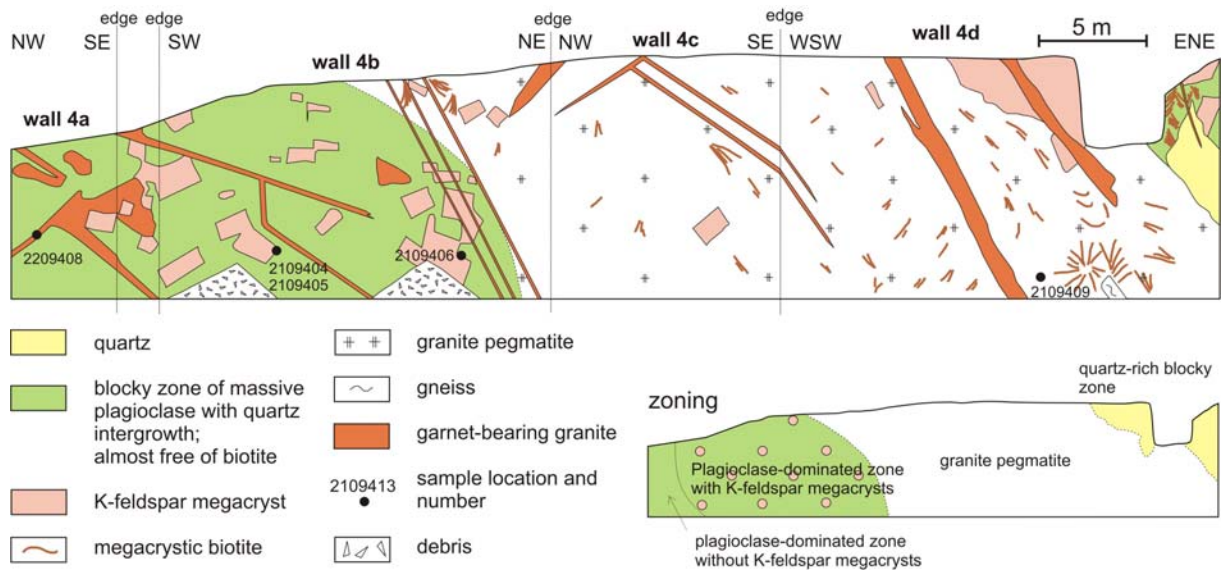 edge edge edge edge
NW SE SW NE NW SE WSW ENE
wall 4a
wall 4b
wall 4c
wall 4d
5 m
2209408
2109404
2109405
2109406
2109409
quartz
blocky zone of massive
plagioclase with quartz
intergrowth;
almost free of biotite
K-feldspar megacryst
megacrystic biotite
granite pegmatite
gneiss
garnet-bearing granite
2109413
sample location and
number
debris
zoning
quartz-rich blocky
zone
Plagioclase-dominated zone
with K-feldspar megacrysts
granite pegmatite
plagioclase-dominated zone
without K-feldspar megacrysts